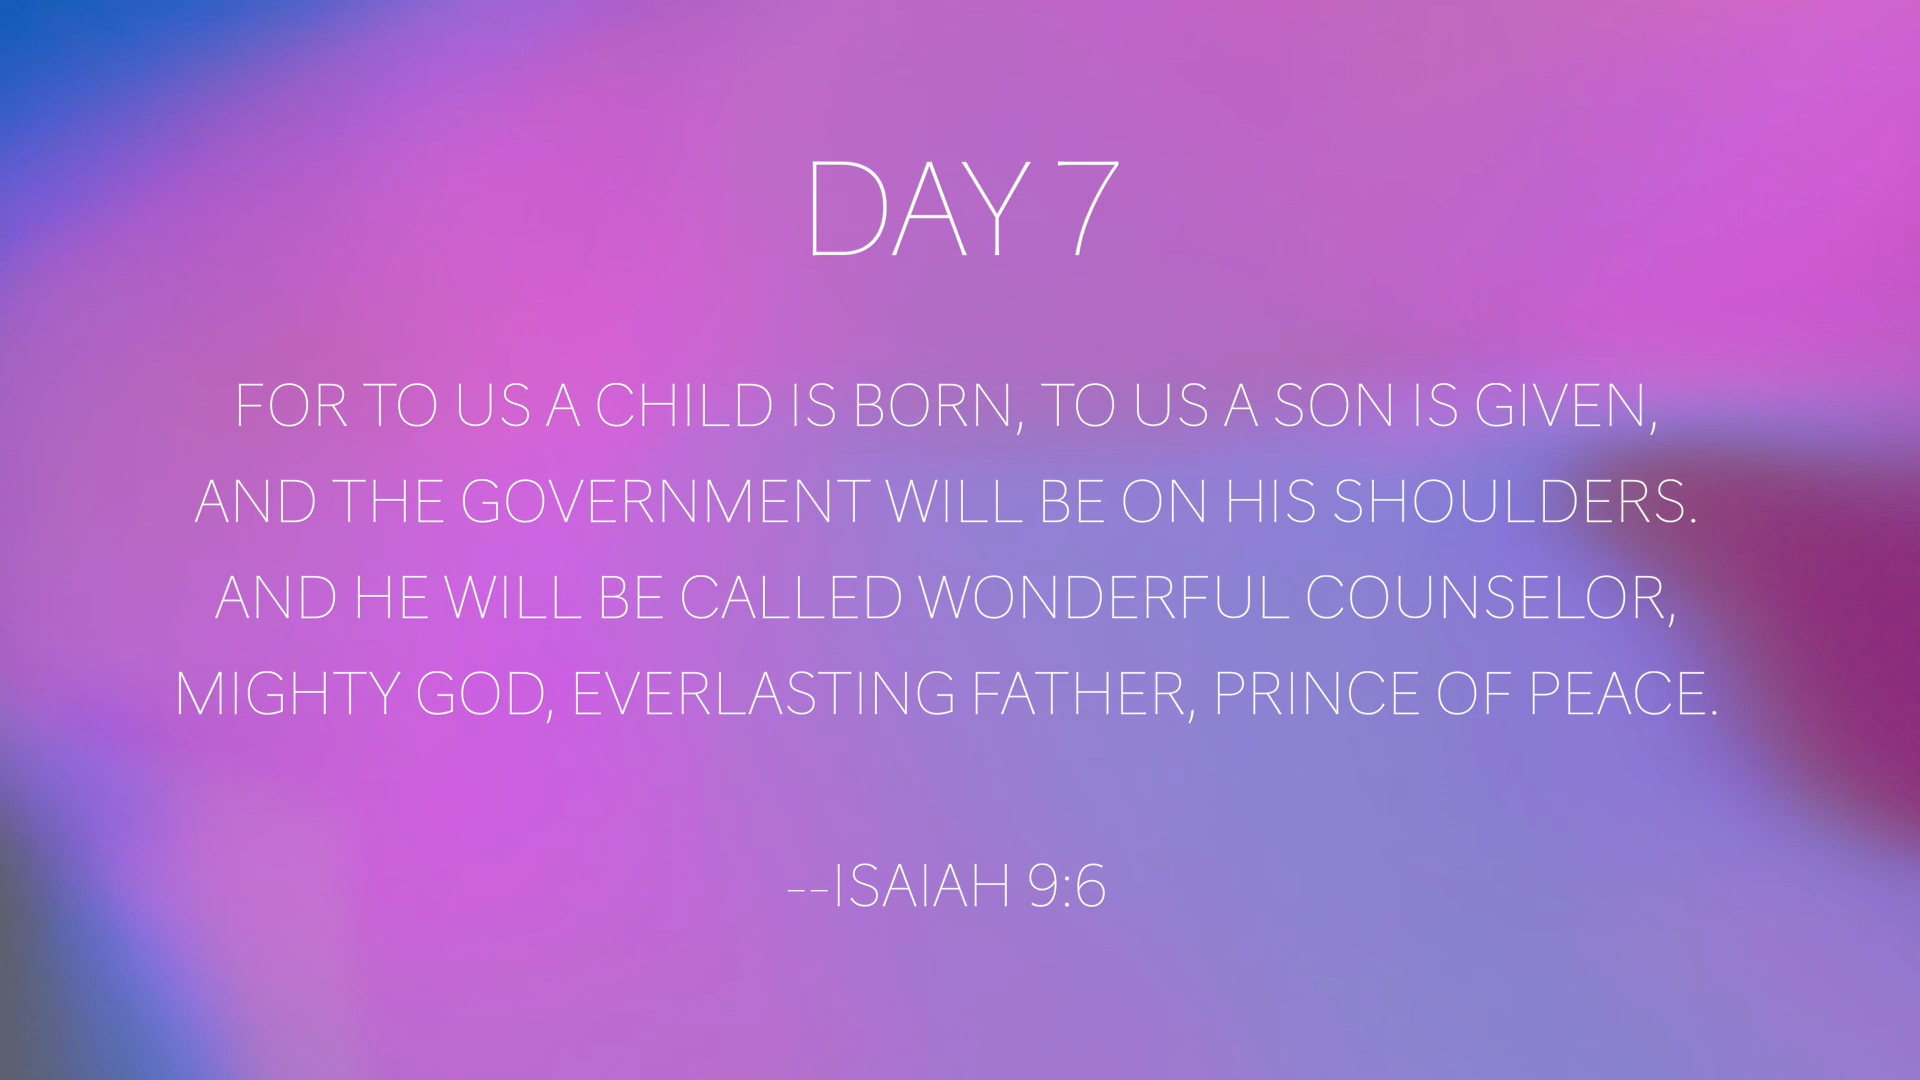 DAY 7
FOR TO US A CHILD IS BORN, TO US A SON IS GIVEN,
AND THE GOVERNMENT WILL BE ON HIS SHOULDERS.
AND HE WILL BE CALLED WONDERFUL COUNSELOR,
MIGHTY GOD, EVERLASTING FATHER, PRINCE OF PEACE.
--ISAIAH 9:6